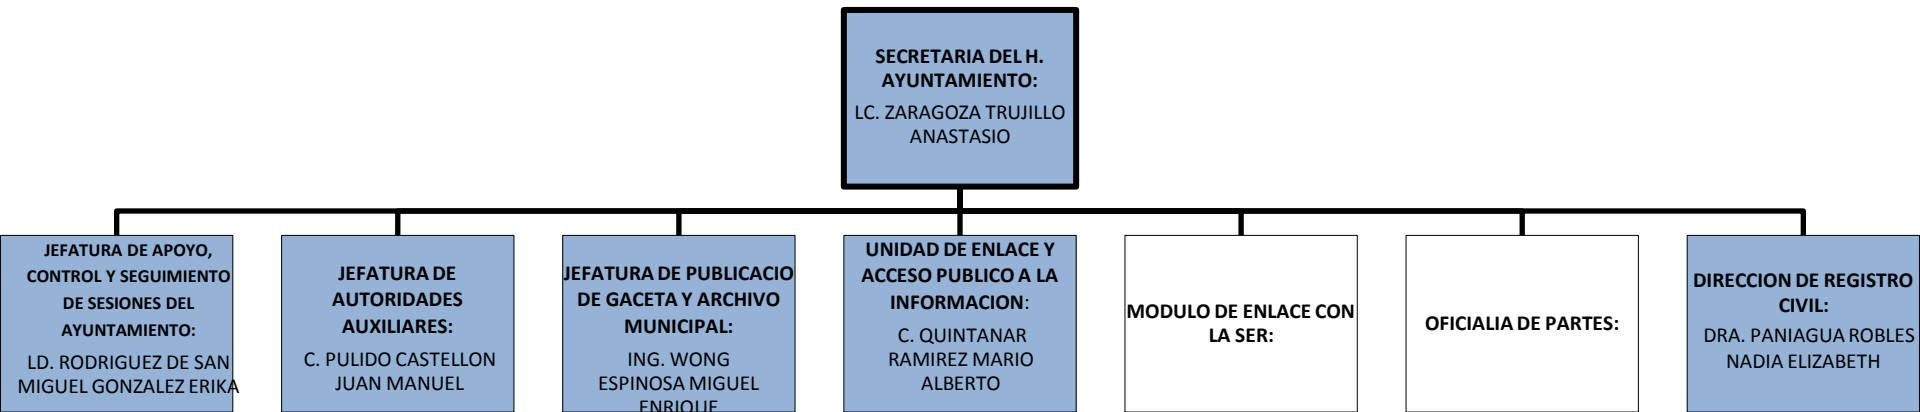 SECRETARIA DEL H.
AYUNTAMIENTO:
LC. ZARAGOZA TRUJILLO
ANASTASIO
JEFATURA DE APOYO,
CONTROL Y SEGUIMIENTO
DE SESIONES DEL
AYUNTAMIENTO:
LD. RODRIGUEZ DE SAN
MIGUEL GONZALEZ ERIKA
JEFATURA DE
AUTORIDADES
AUXILIARES:
C. PULIDO CASTELLON
JUAN MANUEL
JEFATURA DE PUBLICACIO
DE GACETA Y ARCHIVO
MUNICIPAL:
ING. WONG
ESPINOSA MIGUEL
ENRIQUE
UNIDAD DE ENLACE Y
ACCESO PUBLICO A LA
INFORMACION:
C. QUINTANAR
RAMIREZ MARIO
ALBERTO
MODULO DE ENLACE CON
LA SER:
OFICIALIA DE PARTES:
DIRECCION DE REGISTRO
CIVIL:
DRA. PANIAGUA ROBLES
NADIA ELIZABETH